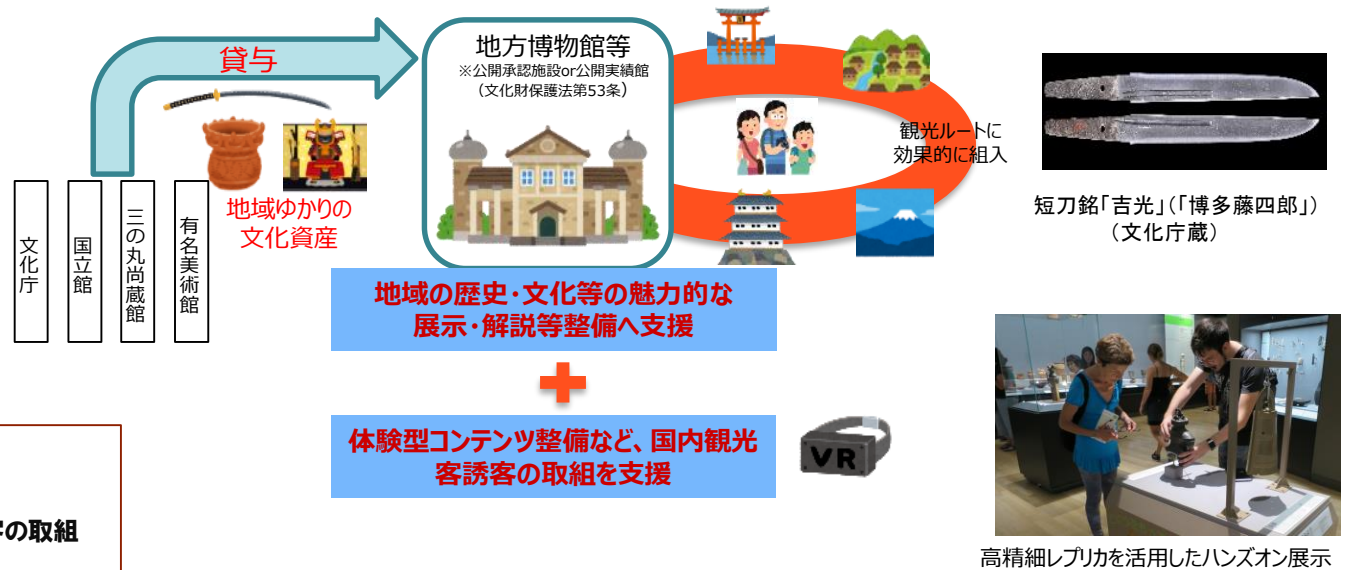 貸与
地方博物館等
※公開承認施設or公開実績館
（文化財保護法第53条）
観光ルートに
効果的に組入
地域ゆかりの
文化資産
文化庁
国立館
三の丸尚蔵館
有名美術館
短刀銘「吉光」（「博多藤四郎」）
（文化庁蔵）
地域の歴史・文化等の魅力的な
展示・解説等整備へ支援
体験型コンテンツ整備など、国内観光
客誘客の取組を支援
VR
の取組
高精細レプリカを活用したハンズオン展示